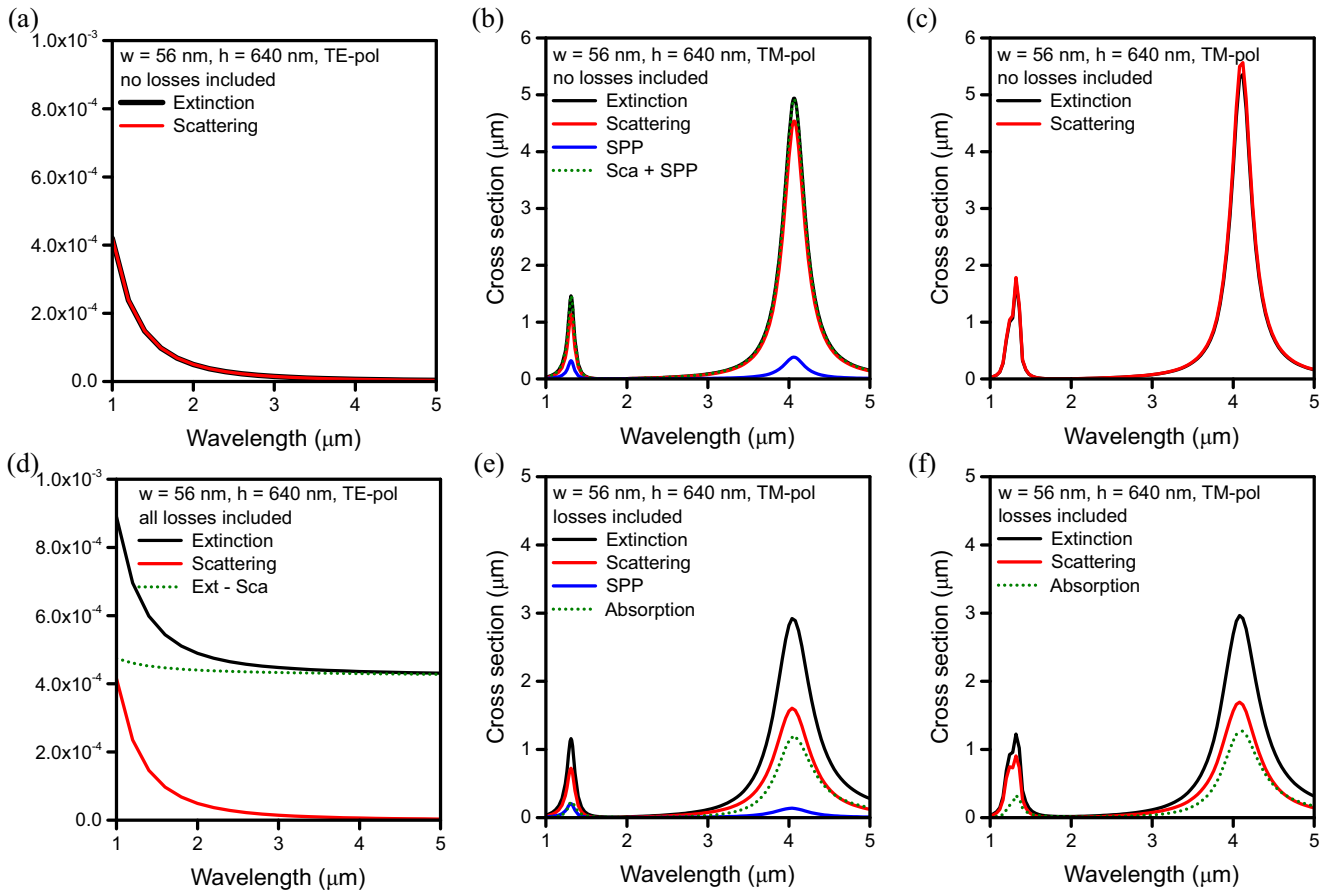 (a)
1.0x10⁻³
w = 56 nm, h = 640 nm, TE-pol
no losses included
Extinction
Scattering
8.0x10⁻⁴
6.0x10⁻⁴
4.0x10⁻⁴
2.0x10⁻⁴
0.0
1 2 3 4 5
Wavelength (μm)
(b)
w = 56 nm, h = 640 nm, TM-pol
no losses included
Extinction
Scattering
SPP
Sca + SPP
Cross section (μm)
6
5
4
3
2
1
0
1 2 3 4 5
Wavelength (μm)
(c)
w = 56 nm, h = 640 nm, TM-pol
no losses included
Extinction
Scattering
Cross section (μm)
6
5
4
3
2
1
0
1 2 3 4 5
Wavelength (μm)
(d)
1.0x10⁻³
w = 56 nm, h = 640 nm, TE-pol
all losses included
Extinction
Scattering
Ext - Sca
8.0x10⁻⁴
6.0x10⁻⁴
4.0x10⁻⁴
2.0x10⁻⁴
0.0
1 2 3 4 5
Wavelength (μm)
(e)
w = 56 nm, h = 640 nm, TM-pol
losses included
Extinction
Scattering
SPP
Absorption
Cross section (μm)
5
4
3
2
1
0
1 2 3 4 5
Wavelength (μm)
(f)
w = 56 nm, h = 640 nm, TM-pol
losses included
Extinction
Scattering
Absorption
Cross section (μm)
5
4
3
2
1
0
1 2 3 4 5
Wavelength (μm)